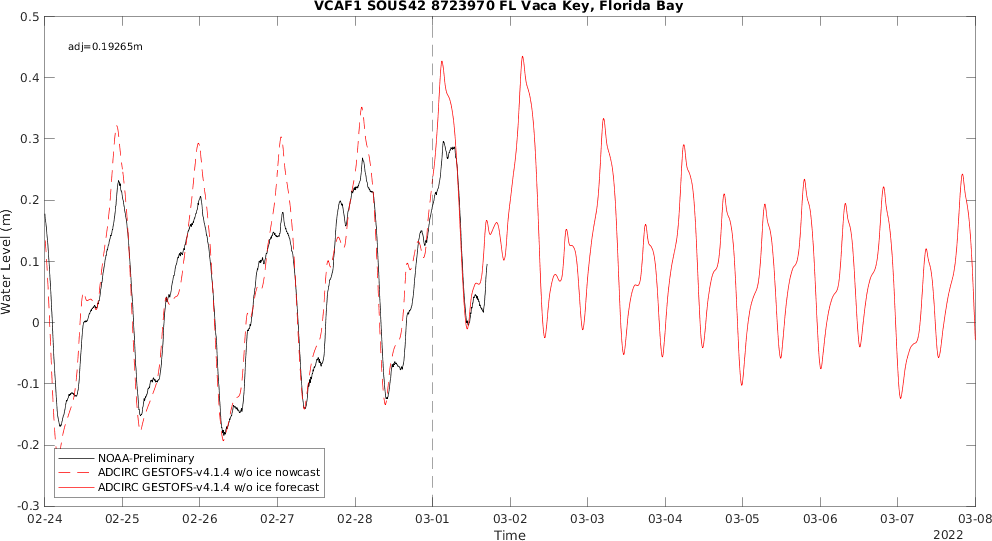 VCAF1 SOUS42 8723970 FL Vaca Key, Florida Bay
0.5
adj=0.19265m
0.4
0.3
0.2
0.1
0
-0.1
-0.2
-0.3
Water Level (m)
NOAA-Preliminary
ADCIRC GESTOFS-v4.1.4 w/o ice nowcast
ADCIRC GESTOFS-v4.1.4 w/o ice forecast
02-24 02-25 02-26 02-27 02-28 03-01 03-02 03-03 03-04 03-05 03-06 03-07 03-08
Time
2022